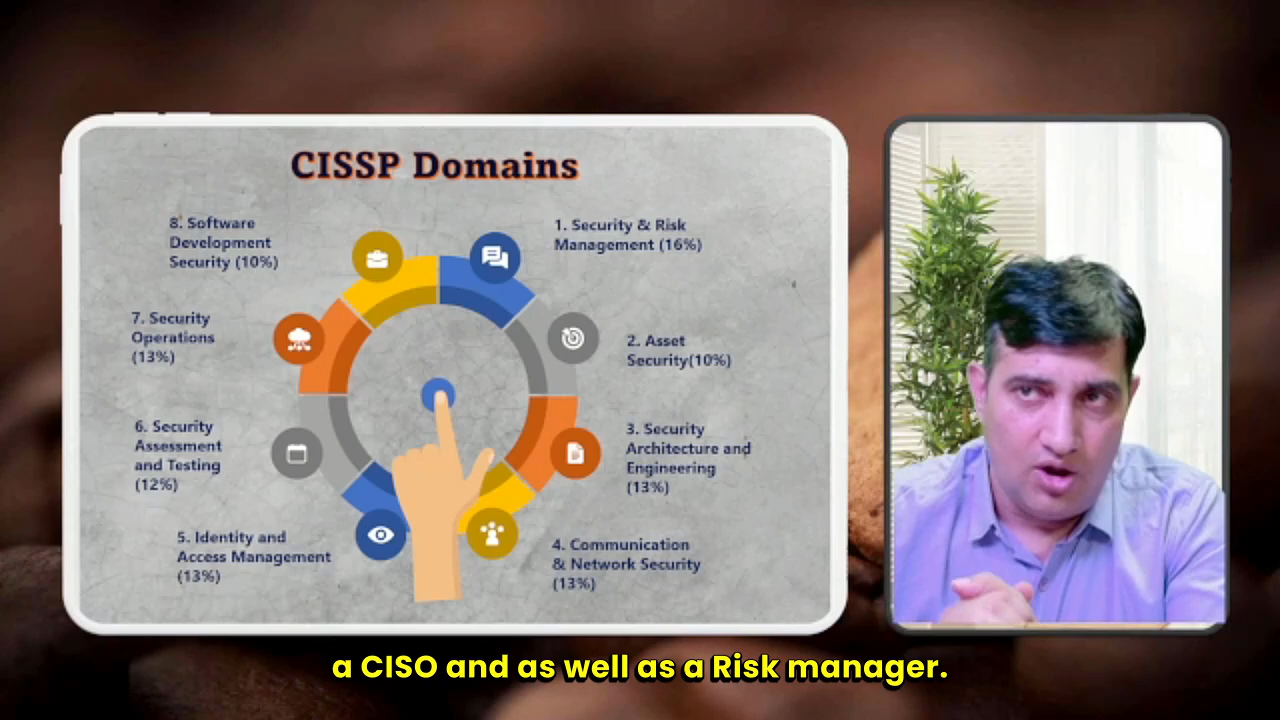 CISSP Domains
8. Software
Development
Security (10%)
1. Security & Risk
Management (16%)
7. Security
Operations
(13%)
2. Asset
Security(10%)
6. Security
Assessment
and Testing
(12%)
3. Security
Architecture and
Engineering
(13%)
5. Identity and
Access Management
(13%)
4. Communication
& Network Security
(13%)
a CISO and as well as a Risk manager.